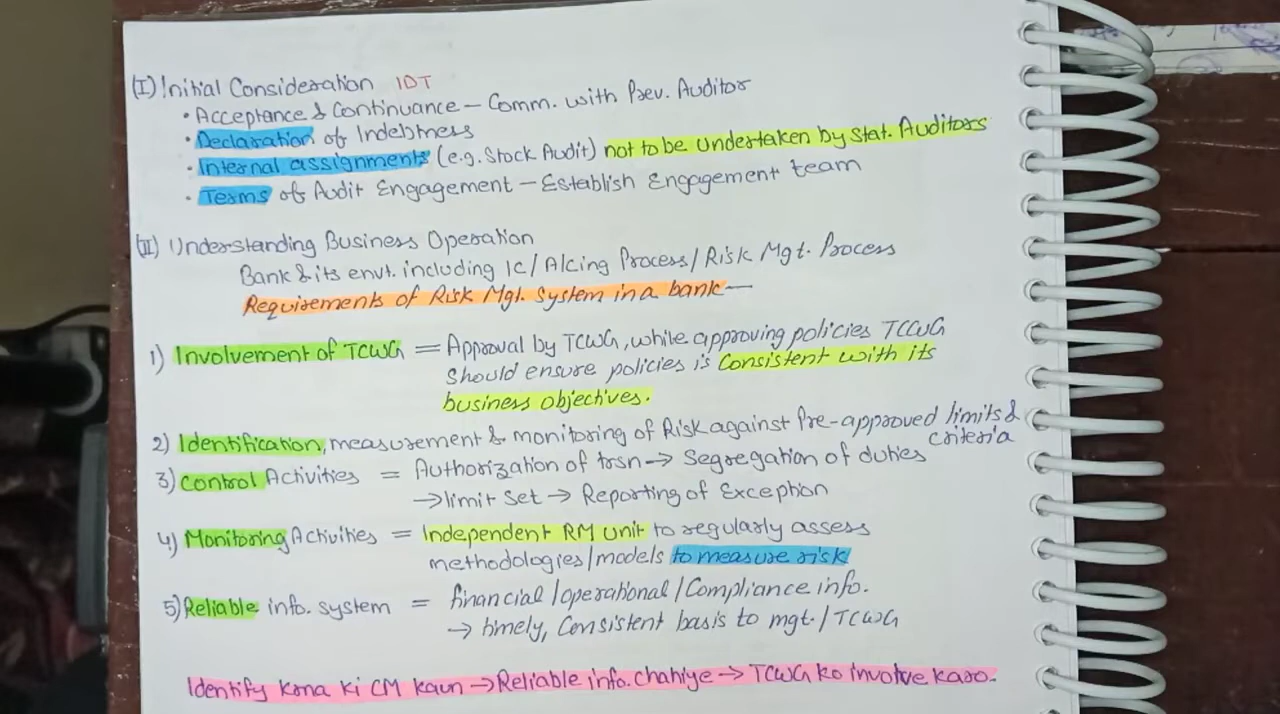 (I) Initial Consideration IDT
• Acceptance & Continuance – Comm. with Prev. Auditor
• Declaration of Indebtness
• Internal assignments (e.g. Stock Audit) not to be undertaken by Stat. Auditors
• Terms of Audit Engagement – Establish Engagement team
(II) Understanding Business Operation
Bank & its envt. including IC/Alcing Process/Risk Mgt. Process
Requirements of Risk Mgt. System in a bank—
1) Involvement of TCWG = Approval by TCWG, while approving policies TCWG
should ensure policies is consistent with its
business objectives.
2) Identification, measurement & monitoring of Risk against Pre-approved limits &
criteria
3) Control Activities = Authorization of trsn → Segregation of duties
→ limit set → Reporting of Exception
4) Monitoring Activities = Independent RM unit to regularly assess
methodologies/models to measure risk
5) Reliable info. system = financial/operational/Compliance info.
→ timely, Consistent basis to mgt./TCWG
Identify krna ki CM kaun → Reliable info. chahiye → TCWG ko involve karo.